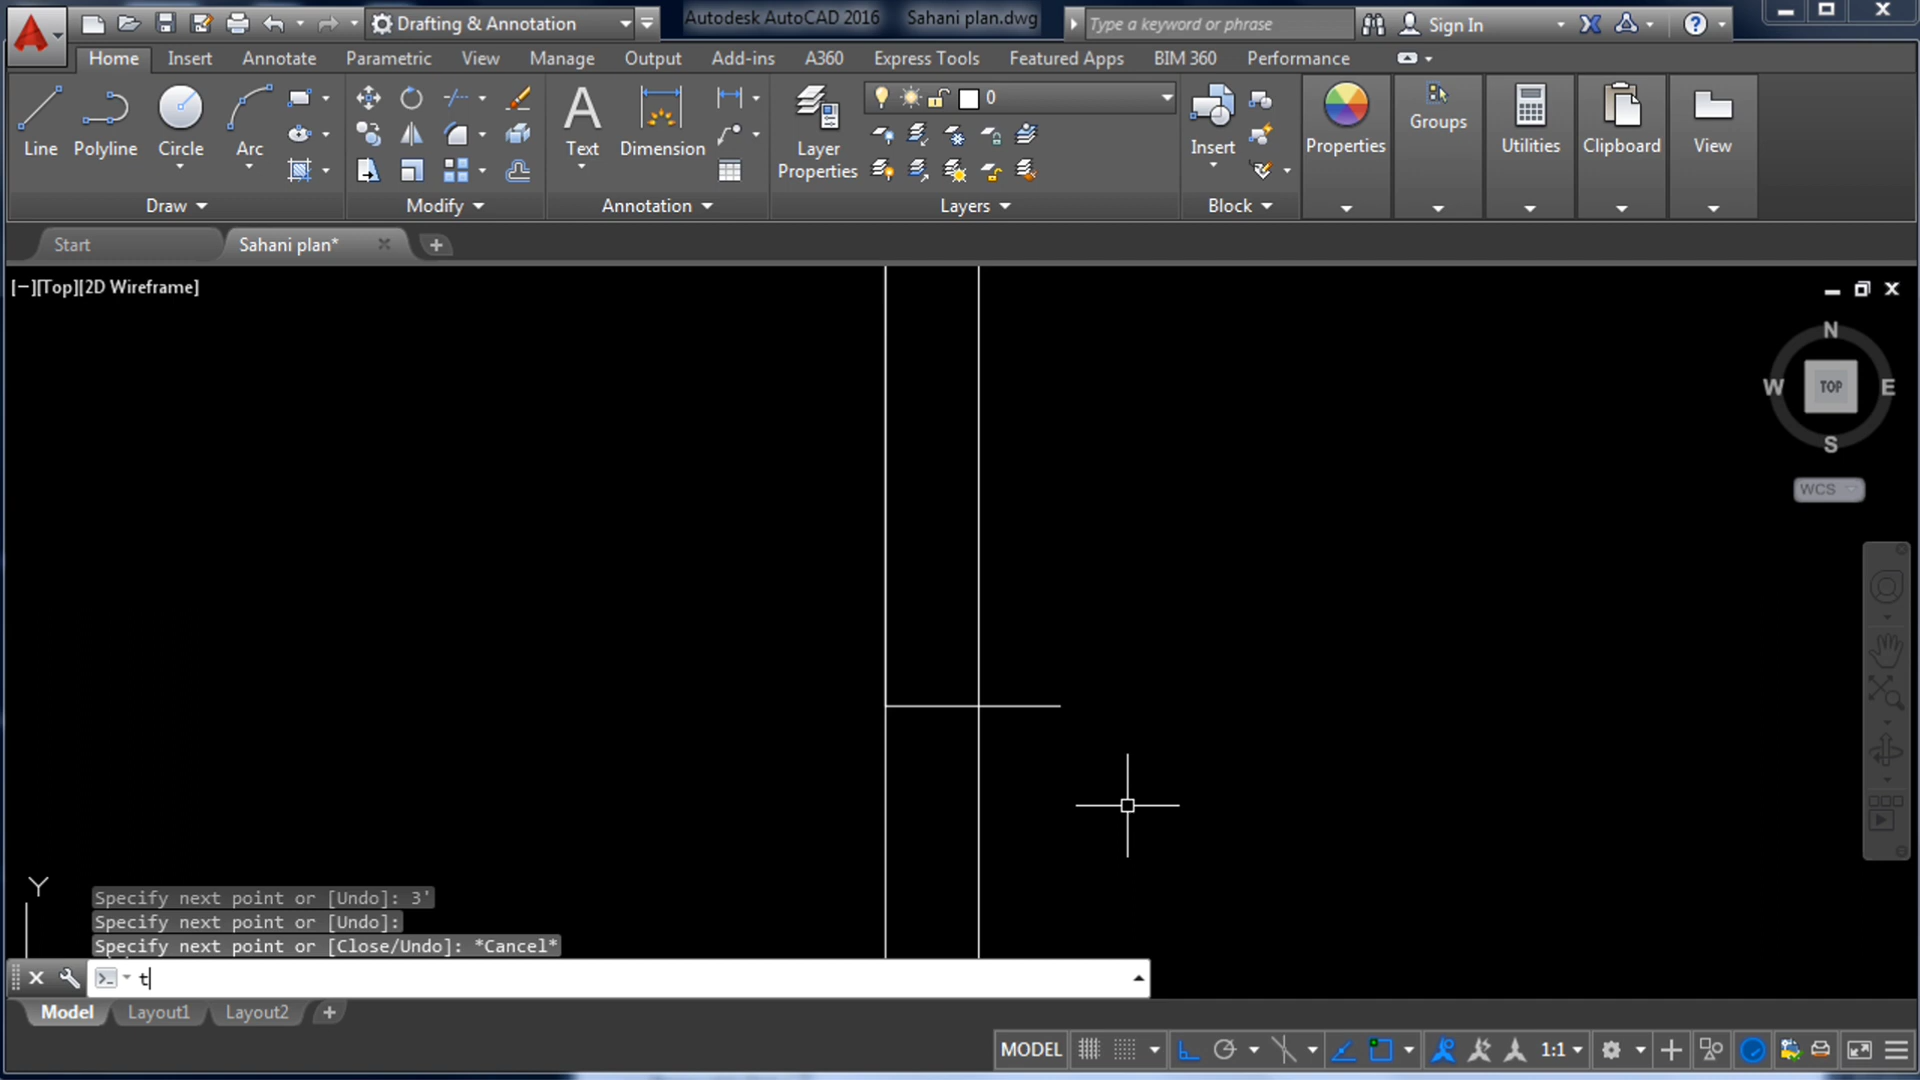 Drafting & Annotation
Autodesk AutoCAD 2016 Sahani plan.dwg
Type a keyword or phrase
Sign In
Home Insert Annotate Parametric View Manage Output Add-ins A360 Express Tools Featured Apps BIM 360 Performance
0
Line Polyline Circle Arc
Text Dimension
Layer Properties
Insert
Properties Groups Utilities Clipboard View
Draw Modify Annotation Layers Block
Start Sahani plan*
[−][Top][2D Wireframe]
N
W TOP E
S
WCS
Y
Specify next point or [Undo]: 3'
Specify next point or [Undo]:
Specify next point or [Close/Undo]: *Cancel*
t
Model Layout1 Layout2
MODEL 1:1